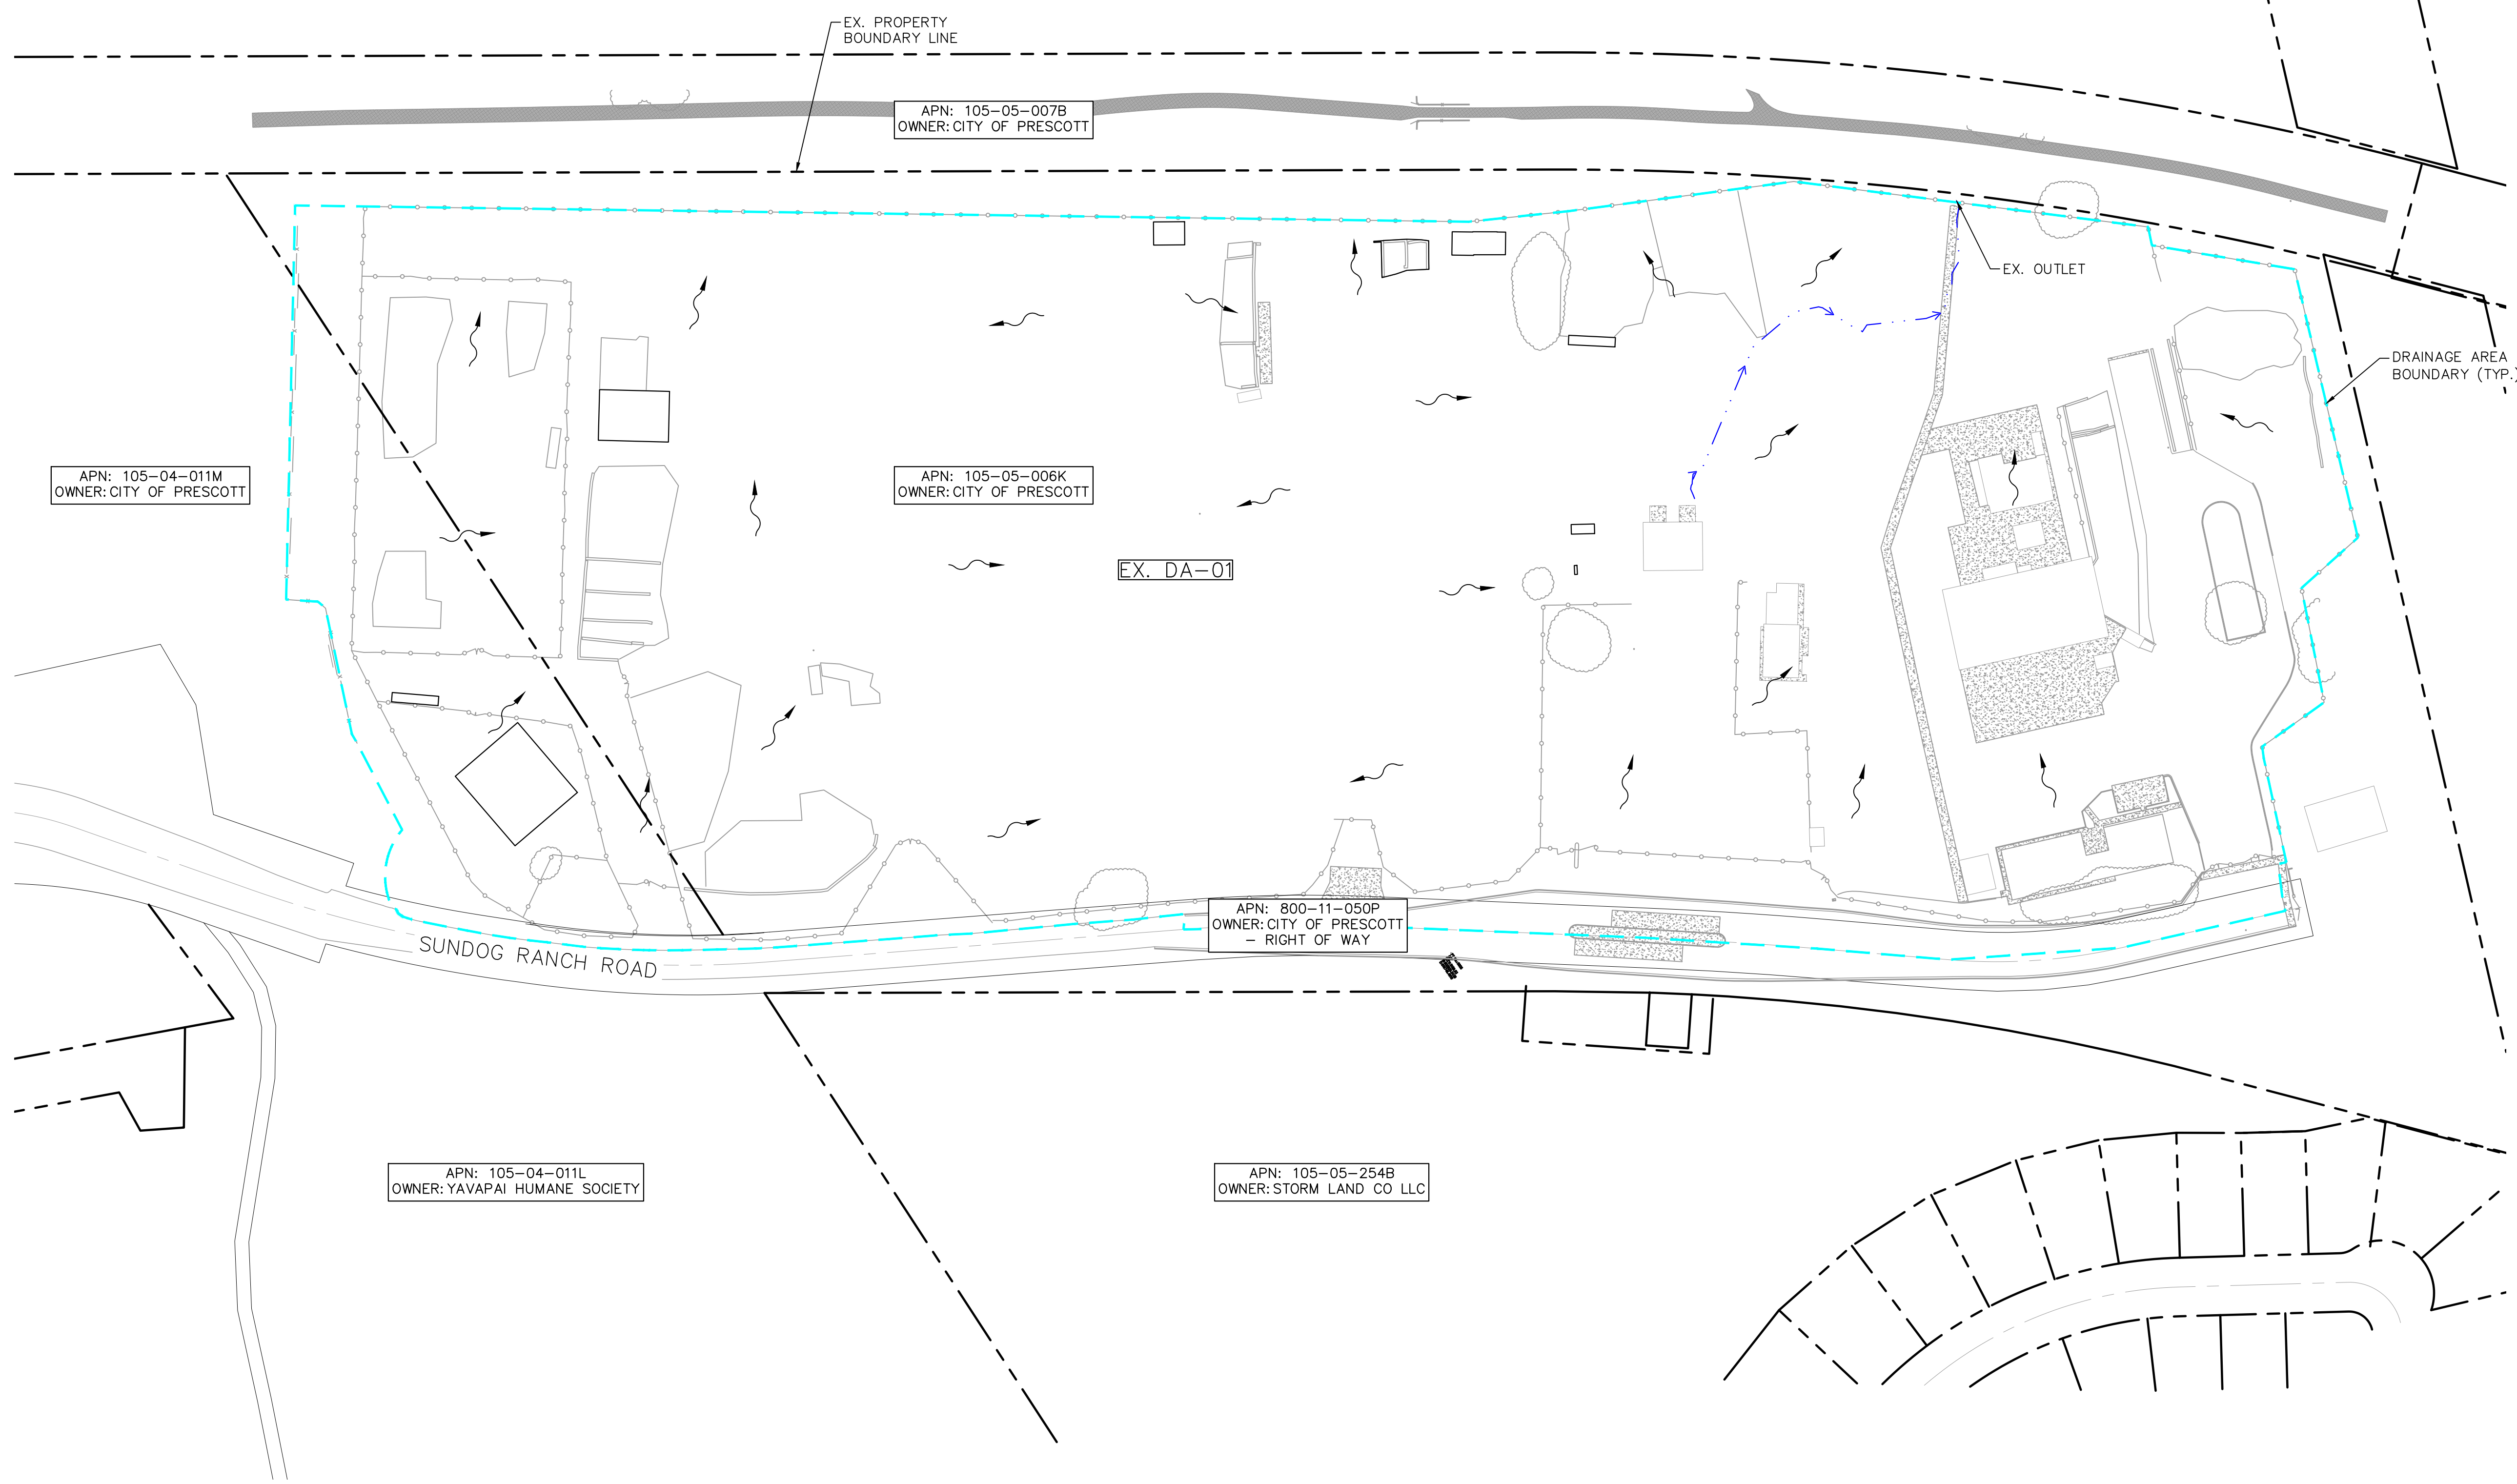 EX. PROPERTY
BOUNDARY LINE
APN: 105-05-007B
OWNER: CITY OF PRESCOTT
EX. OUTLET
DRAINAGE AREA
BOUNDARY (TYP.)
APN: 105-04-011M
OWNER: CITY OF PRESCOTT
APN: 105-05-006K
OWNER: CITY OF PRESCOTT
EX. DA-01
APN: 800-11-050P
OWNER: CITY OF PRESCOTT
- RIGHT OF WAY
SUNDOG RANCH ROAD
APN: 105-04-011L
OWNER: YAVAPAI HUMANE SOCIETY
APN: 105-05-254B
OWNER: STORM LAND CO LLC